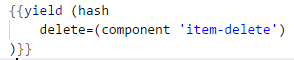 {{yield (hash
    delete=(component 'item-delete')
)}}